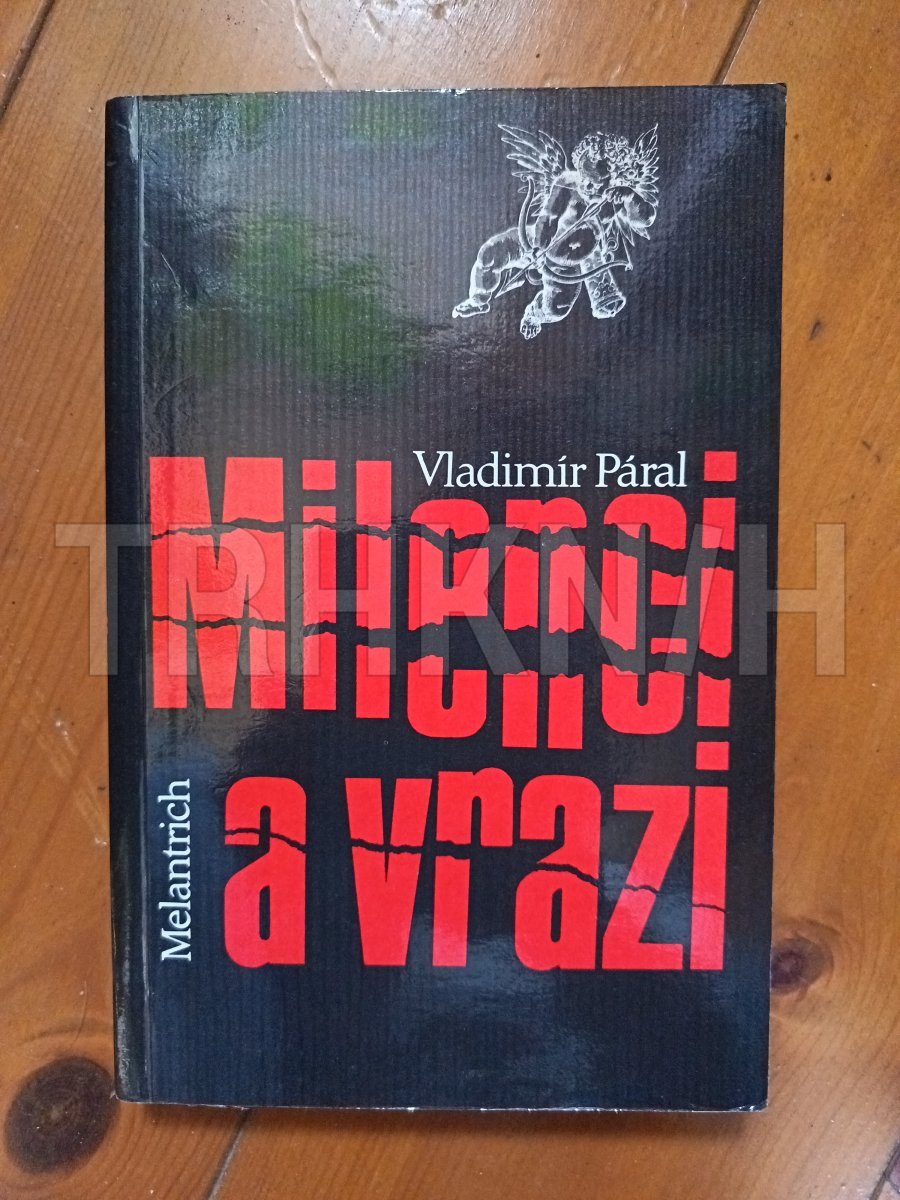 Vladimír Páral
Milenci
a vrazi
Melantrich
TRHKNIH